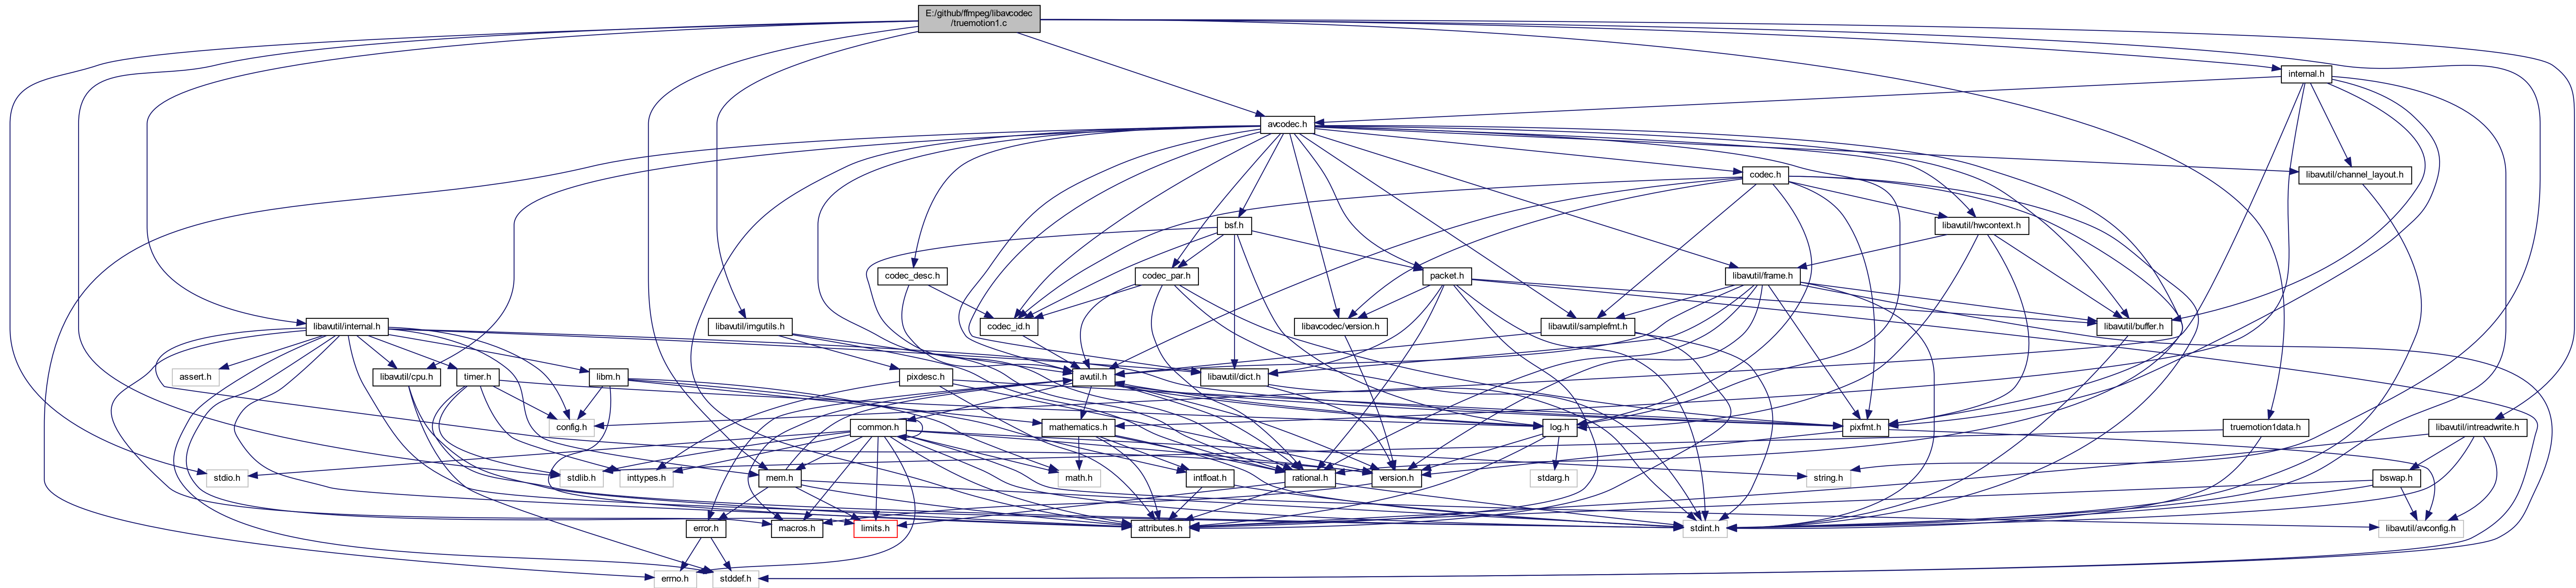 E:/github/ffmpeg/libavcodec
/truemotion1.c
internal.h
avcodec.h
codec.h
libavutil/channel_layout.h
bsf.h
libavutil/hwcontext.h
codec_desc.h
codec_par.h
packet.h
libavutil/frame.h
libavutil/internal.h
libavutil/imgutils.h
codec_id.h
libavcodec/version.h
libavutil/samplefmt.h
libavutil/buffer.h
assert.h
libavutil/cpu.h
timer.h
libm.h
pixdesc.h
avutil.h
libavutil/dict.h
config.h
common.h
mathematics.h
log.h
pixfmt.h
truemotion1data.h
libavutil/intreadwrite.h
stdio.h
stdlib.h
inttypes.h
mem.h
math.h
intfloat.h
rational.h
version.h
stdarg.h
string.h
bswap.h
error.h
macros.h
limits.h
attributes.h
stdint.h
libavutil/avconfig.h
errno.h
stddef.h